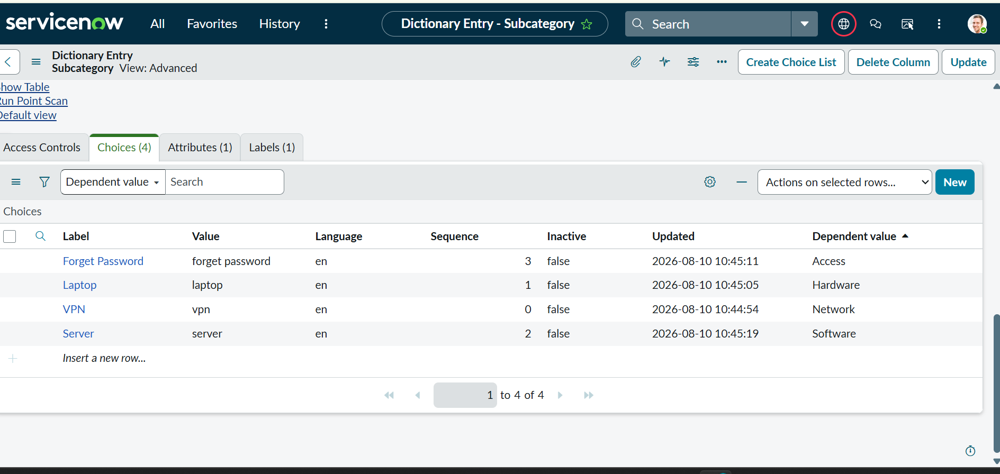 servicenow All Favorites History Dictionary Entry - Subcategory Search
Dictionary Entry
Subcategory View: Advanced
Create Choice List Delete Column Update
how Table
un Point Scan
Default view
Access Controls Choices (4) Attributes (1) Labels (1)
Dependent value Search Actions on selected rows... New
Choices
Label Value Language Sequence Inactive Updated Dependent value
Forget Password forget password en 3 false 2026-08-10 10:45:11 Access
Laptop laptop en 1 false 2026-08-10 10:45:05 Hardware
VPN vpn en 0 false 2026-08-10 10:44:54 Network
Server server en 2 false 2026-08-10 10:45:19 Software
Insert a new row...
1 to 4 of 4